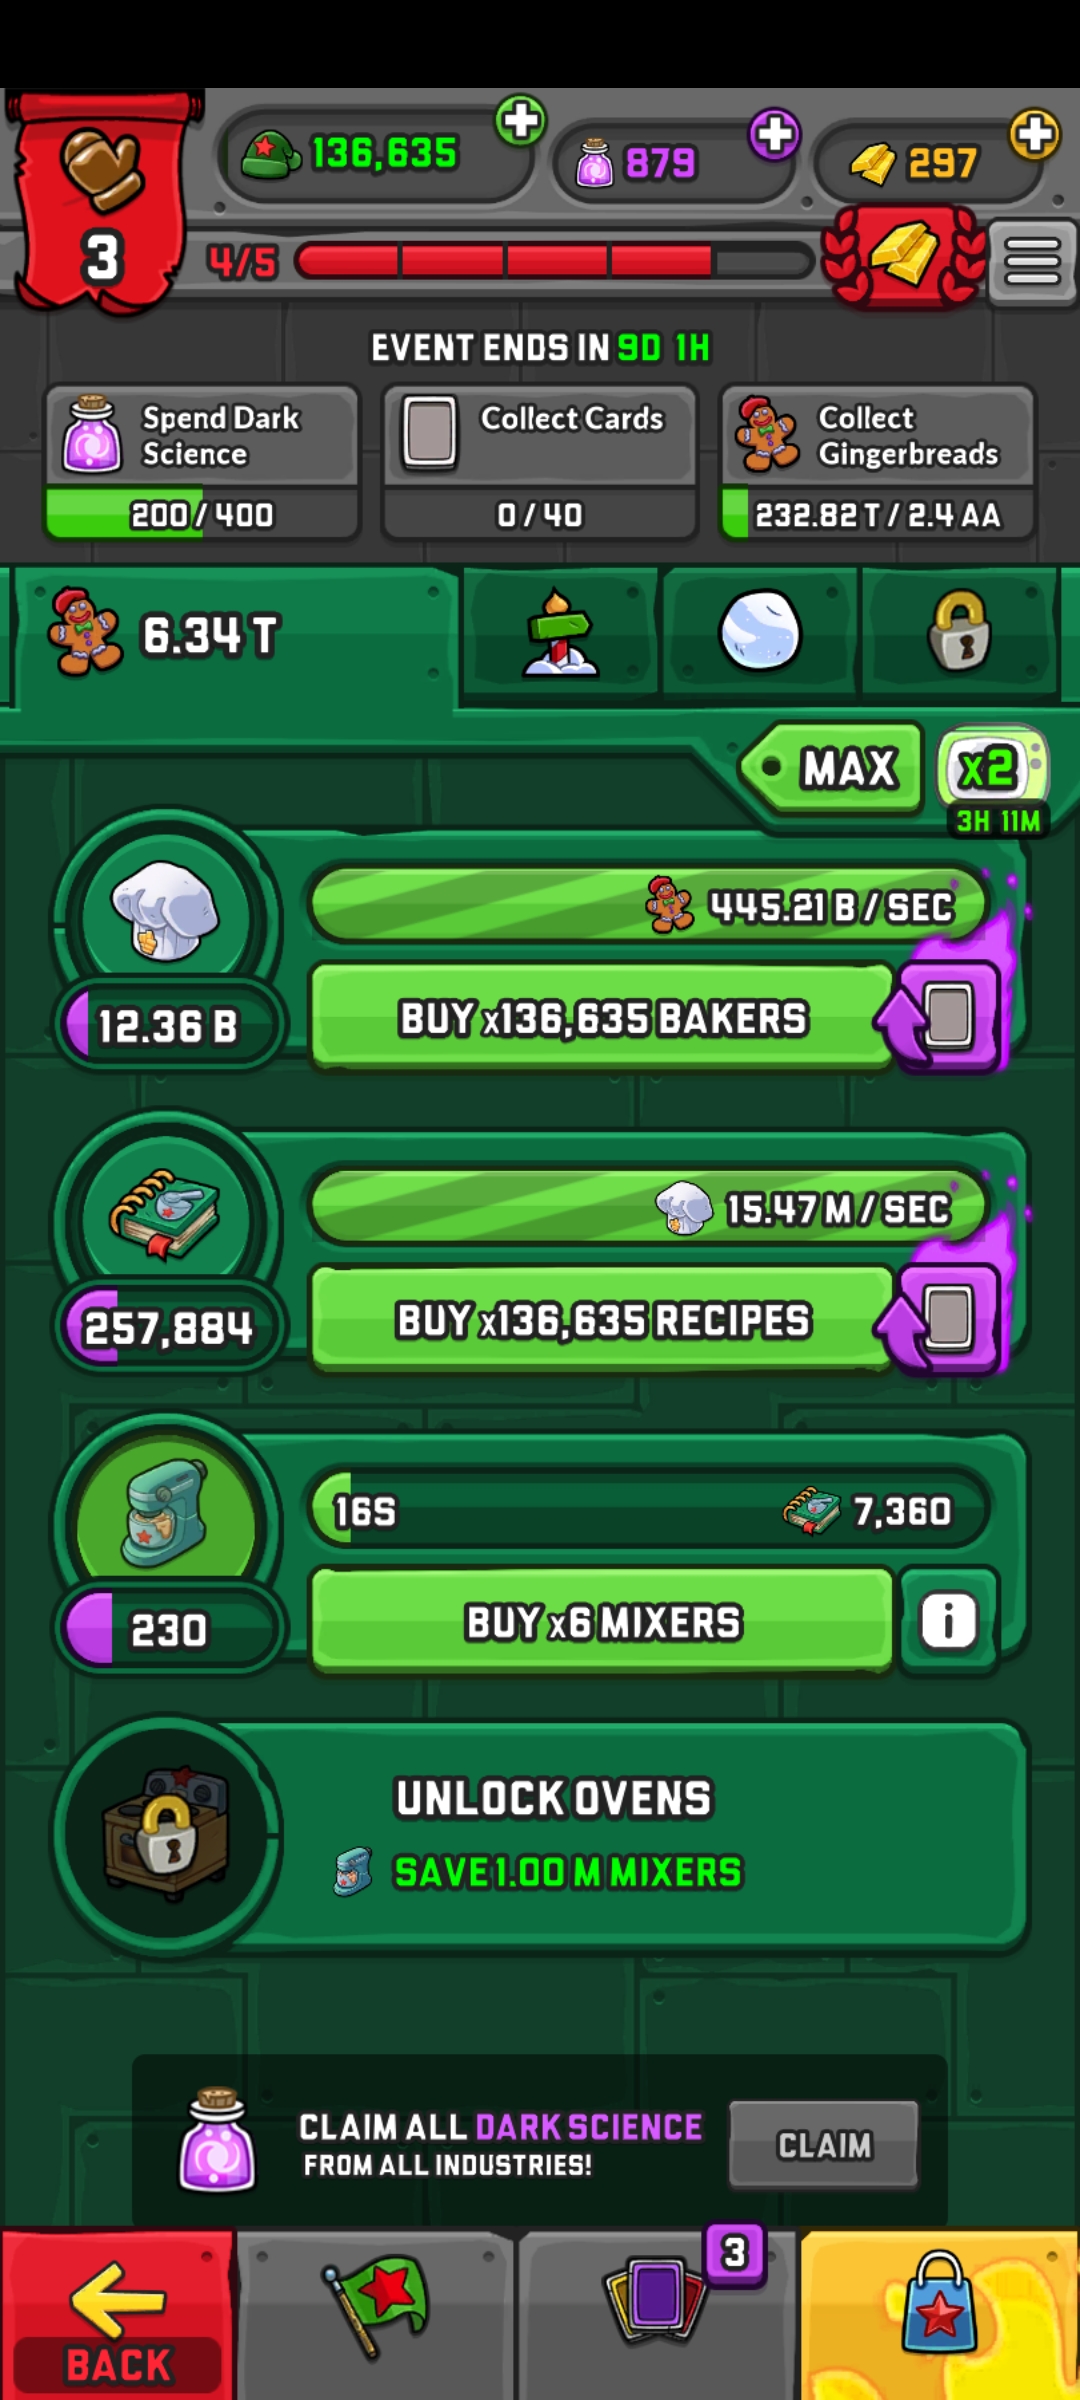 136,635
879
297
3
4/5
EVENT ENDS IN 9D 1H
Spend Dark
Science
200 / 400
Collect Cards
0 / 40
Collect
Gingerbreads
232.82 T / 2.4 AA
6.34 T
MAX
x2
3H 11M
445.21 B / SEC
12.36 B
BUY x136,635 BAKERS
15.47 M / SEC
257,884
BUY x136,635 RECIPES
16S
7,360
230
BUY x6 MIXERS
i
UNLOCK OVENS
SAVE 1.00 M MIXERS
CLAIM ALL DARK SCIENCE
FROM ALL INDUSTRIES!
CLAIM
3
BACK